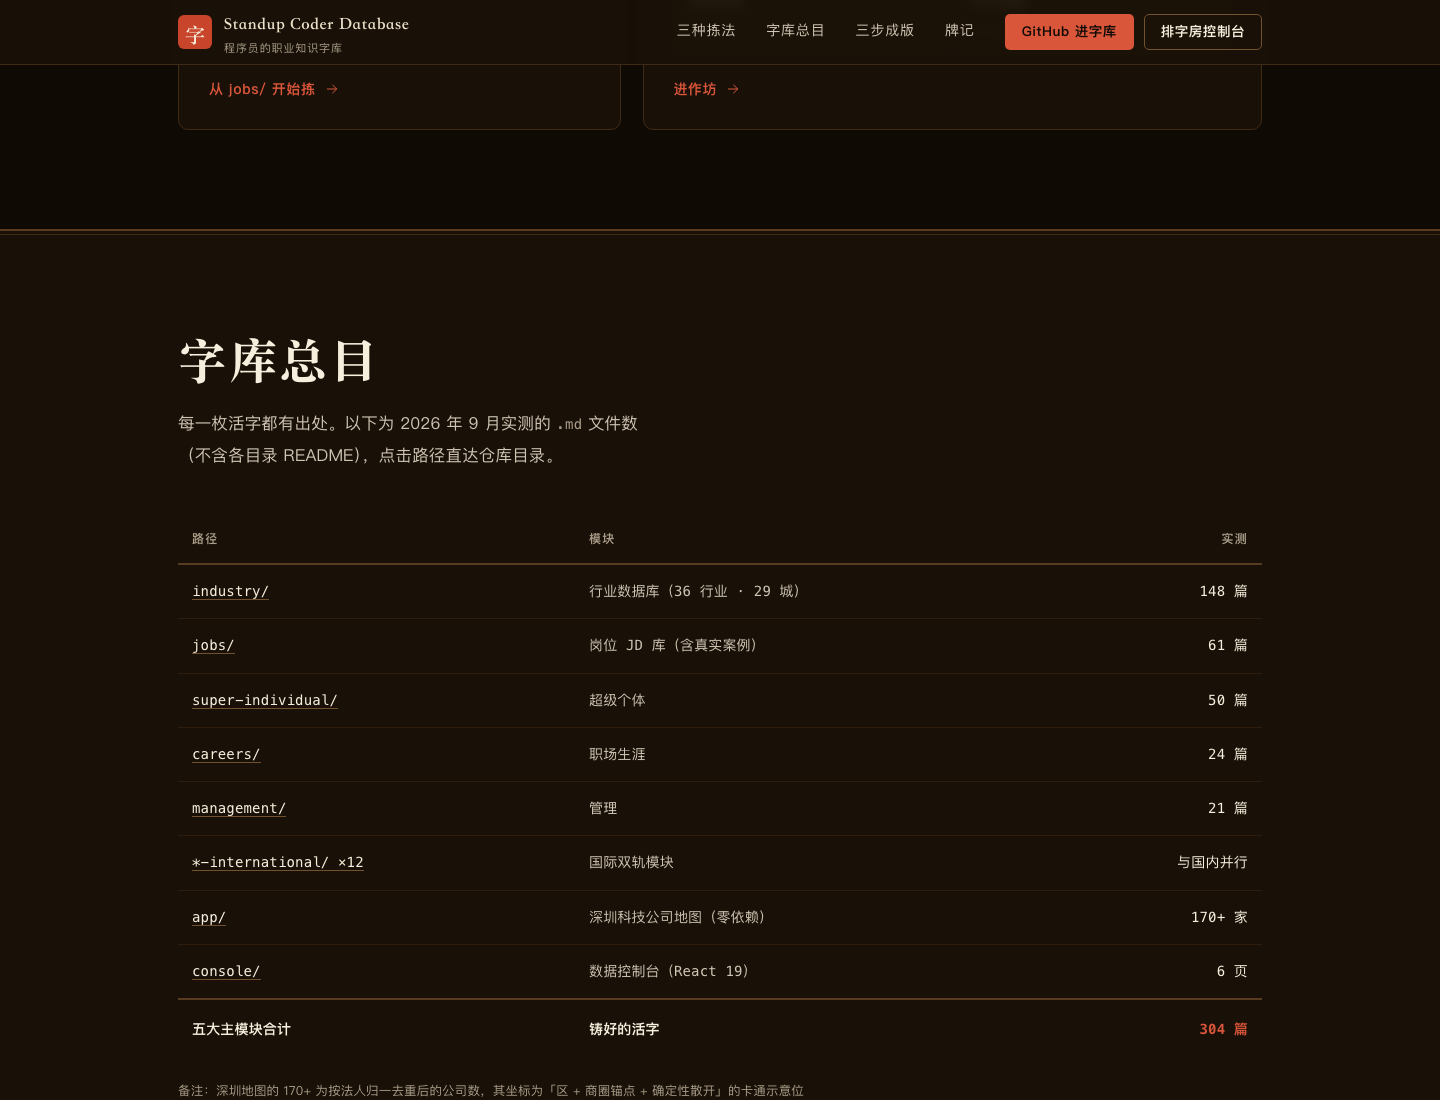 字
Standup Coder Database
程序员的职业知识字库
三种拣法
字库总目
三步成版
牌记
GitHub 进字库
排字房控制台
从 jobs/ 开始拣 →
进作坊 →
字库总目
每一枚活字都有出处。以下为 2026 年 9 月实测的 .md 文件数
（不含各目录 README），点击路径直达仓库目录。
路径 模块 实测
industry/ 行业数据库（36 行业 · 29 城） 148 篇
jobs/ 岗位 JD 库（含真实案例） 61 篇
super-individual/ 超级个体 50 篇
careers/ 职场生涯 24 篇
management/ 管理 21 篇
*-international/ ×12 国际双轨模块 与国内并行
app/ 深圳科技公司地图（零依赖） 170+ 家
console/ 数据控制台（React 19） 6 页
五大主模块合计 铸好的活字 304 篇
备注：深圳地图的 170+ 为按法人归一去重后的公司数，其坐标为「区 + 商圈锚点 + 确定性散开」的卡通示意位